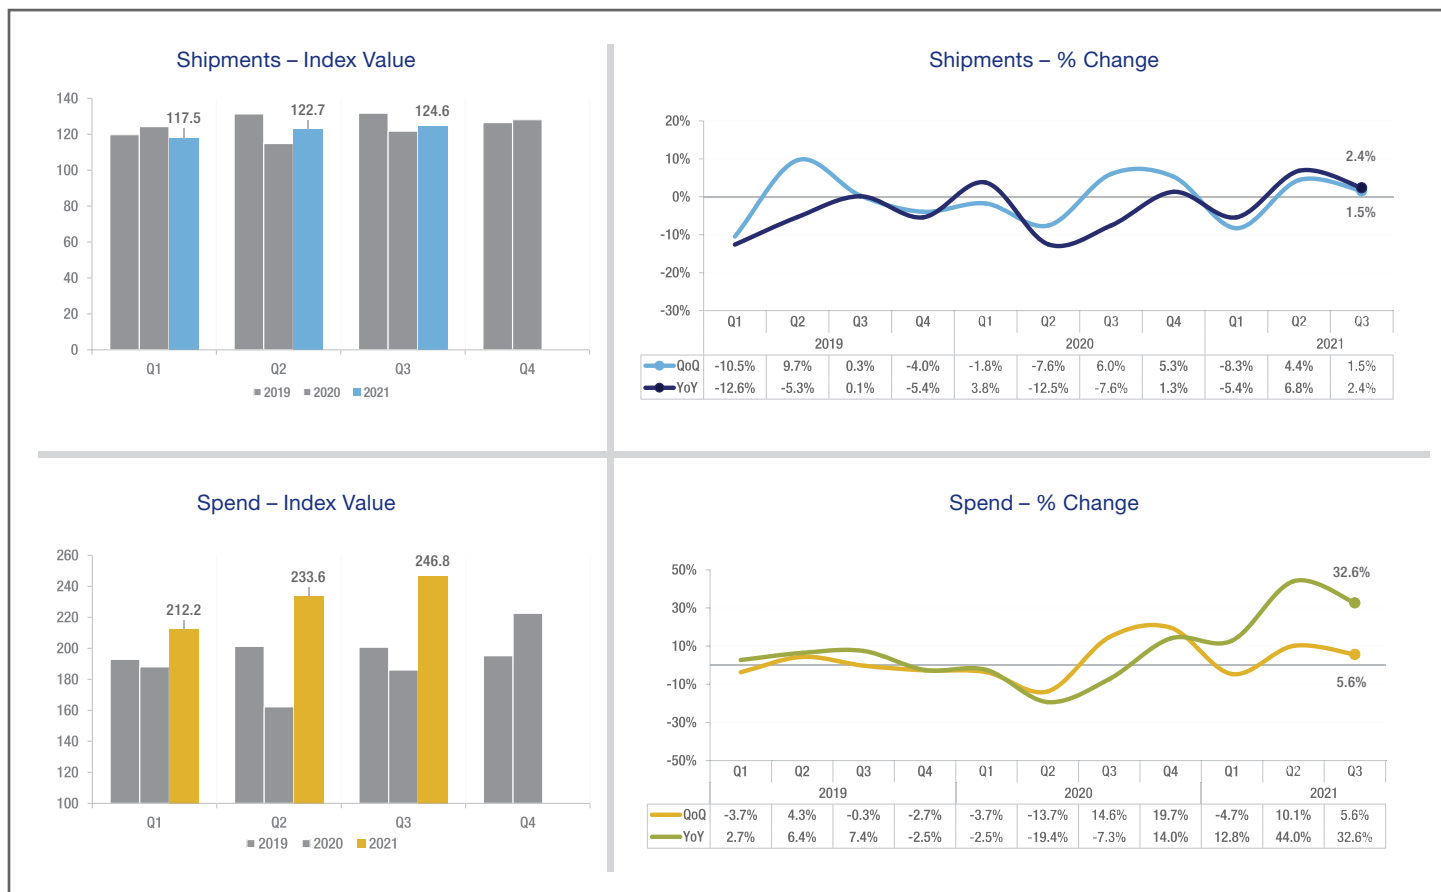 Shipments – Index Value
140
120
100
80
60
40
20
0
117.5
122.7
124.6
Q1 Q2 Q3 Q4
2019 2020 2021
Shipments – % Change
20%
10%
0%
-10%
-20%
-30%
2.4%
1.5%
Q1 Q2 Q3 Q4 Q1 Q2 Q3 Q4 Q1 Q2 Q3
2019 2020 2021
QoQ -10.5% 9.7% 0.3% -4.0% -1.8% -7.6% 6.0% 5.3% -8.3% 4.4% 1.5%
YoY -12.6% -5.3% 0.1% -5.4% 3.8% -12.5% -7.6% 1.3% -5.4% 6.8% 2.4%
Spend – Index Value
260
240
220
200
180
160
140
120
100
212.2
233.6
246.8
Q1 Q2 Q3 Q4
2019 2020 2021
Spend – % Change
50%
30%
10%
-10%
-30%
-50%
32.6%
5.6%
Q1 Q2 Q3 Q4 Q1 Q2 Q3 Q4 Q1 Q2 Q3
2019 2020 2021
QoQ -3.7% 4.3% -0.3% -2.7% -3.7% -13.7% 14.6% 19.7% -4.7% 10.1% 5.6%
YoY 2.7% 6.4% 7.4% -2.5% -2.5% -19.4% -7.3% 14.0% 12.8% 44.0% 32.6%